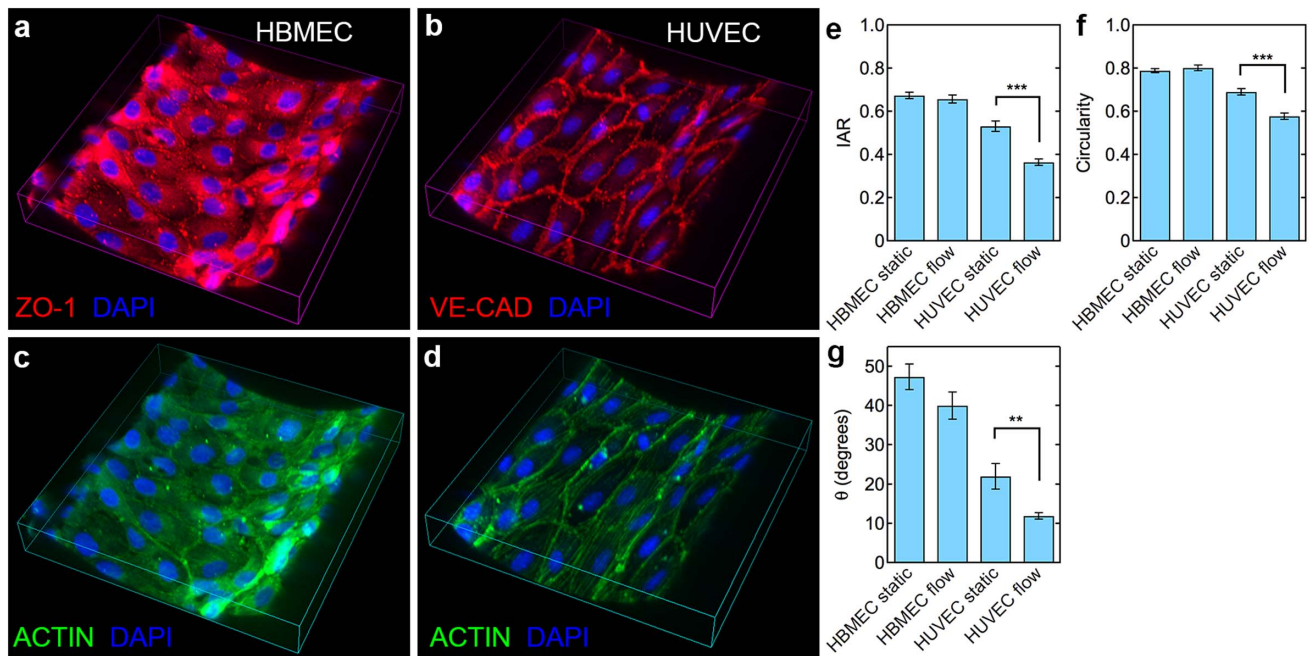 a
HBMEC
ZO-1 DAPI
b
HUVEC
VE-CAD DAPI
c
ACTIN DAPI
d
ACTIN DAPI
e
1.0
0.8
0.6
0.4
0.2
0
IAR
***
HBMEC static
HBMEC flow
HUVEC static
HUVEC flow
f
1.0
0.8
0.6
0.4
0.2
0
Circularity
***
HBMEC static
HBMEC flow
HUVEC static
HUVEC flow
g
50
40
30
20
10
0
θ (degrees)
**
HBMEC static
HBMEC flow
HUVEC static
HUVEC flow